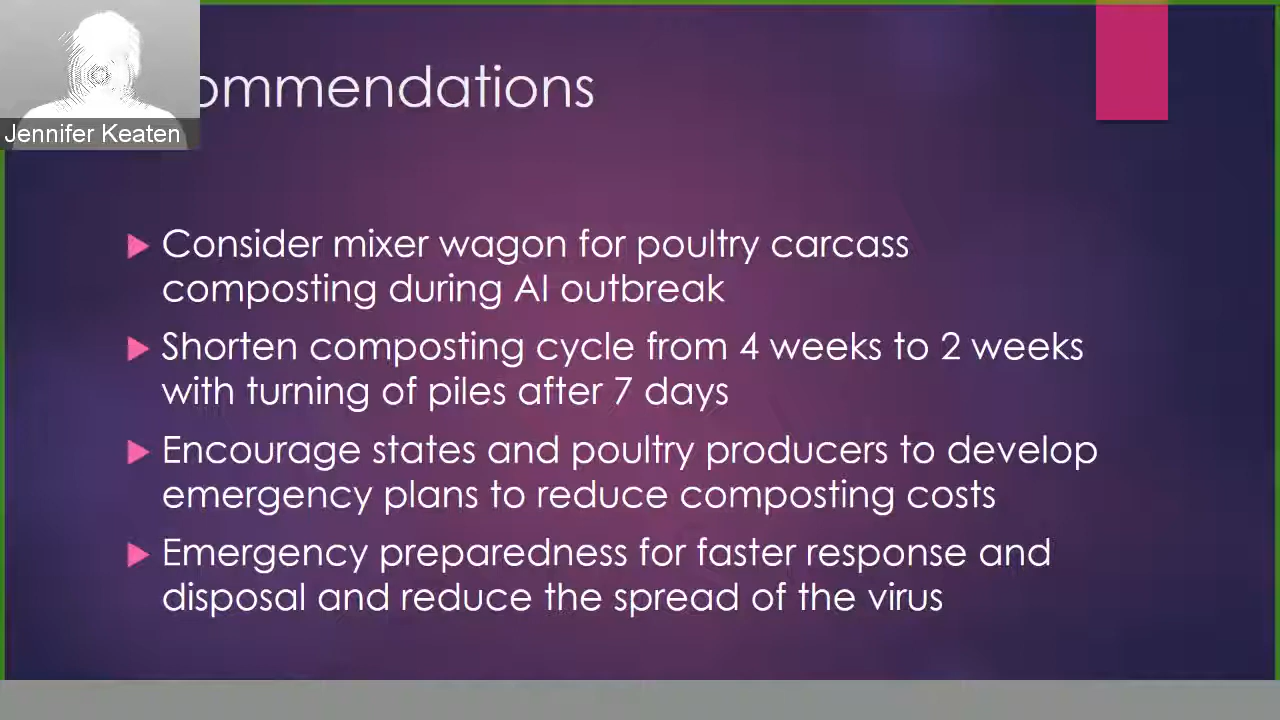 ommendations
Jennifer Keaten
Consider mixer wagon for poultry carcass
composting during AI outbreak
Shorten composting cycle from 4 weeks to 2 weeks
with turning of piles after 7 days
Encourage states and poultry producers to develop
emergency plans to reduce composting costs
Emergency preparedness for faster response and
disposal and reduce the spread of the virus